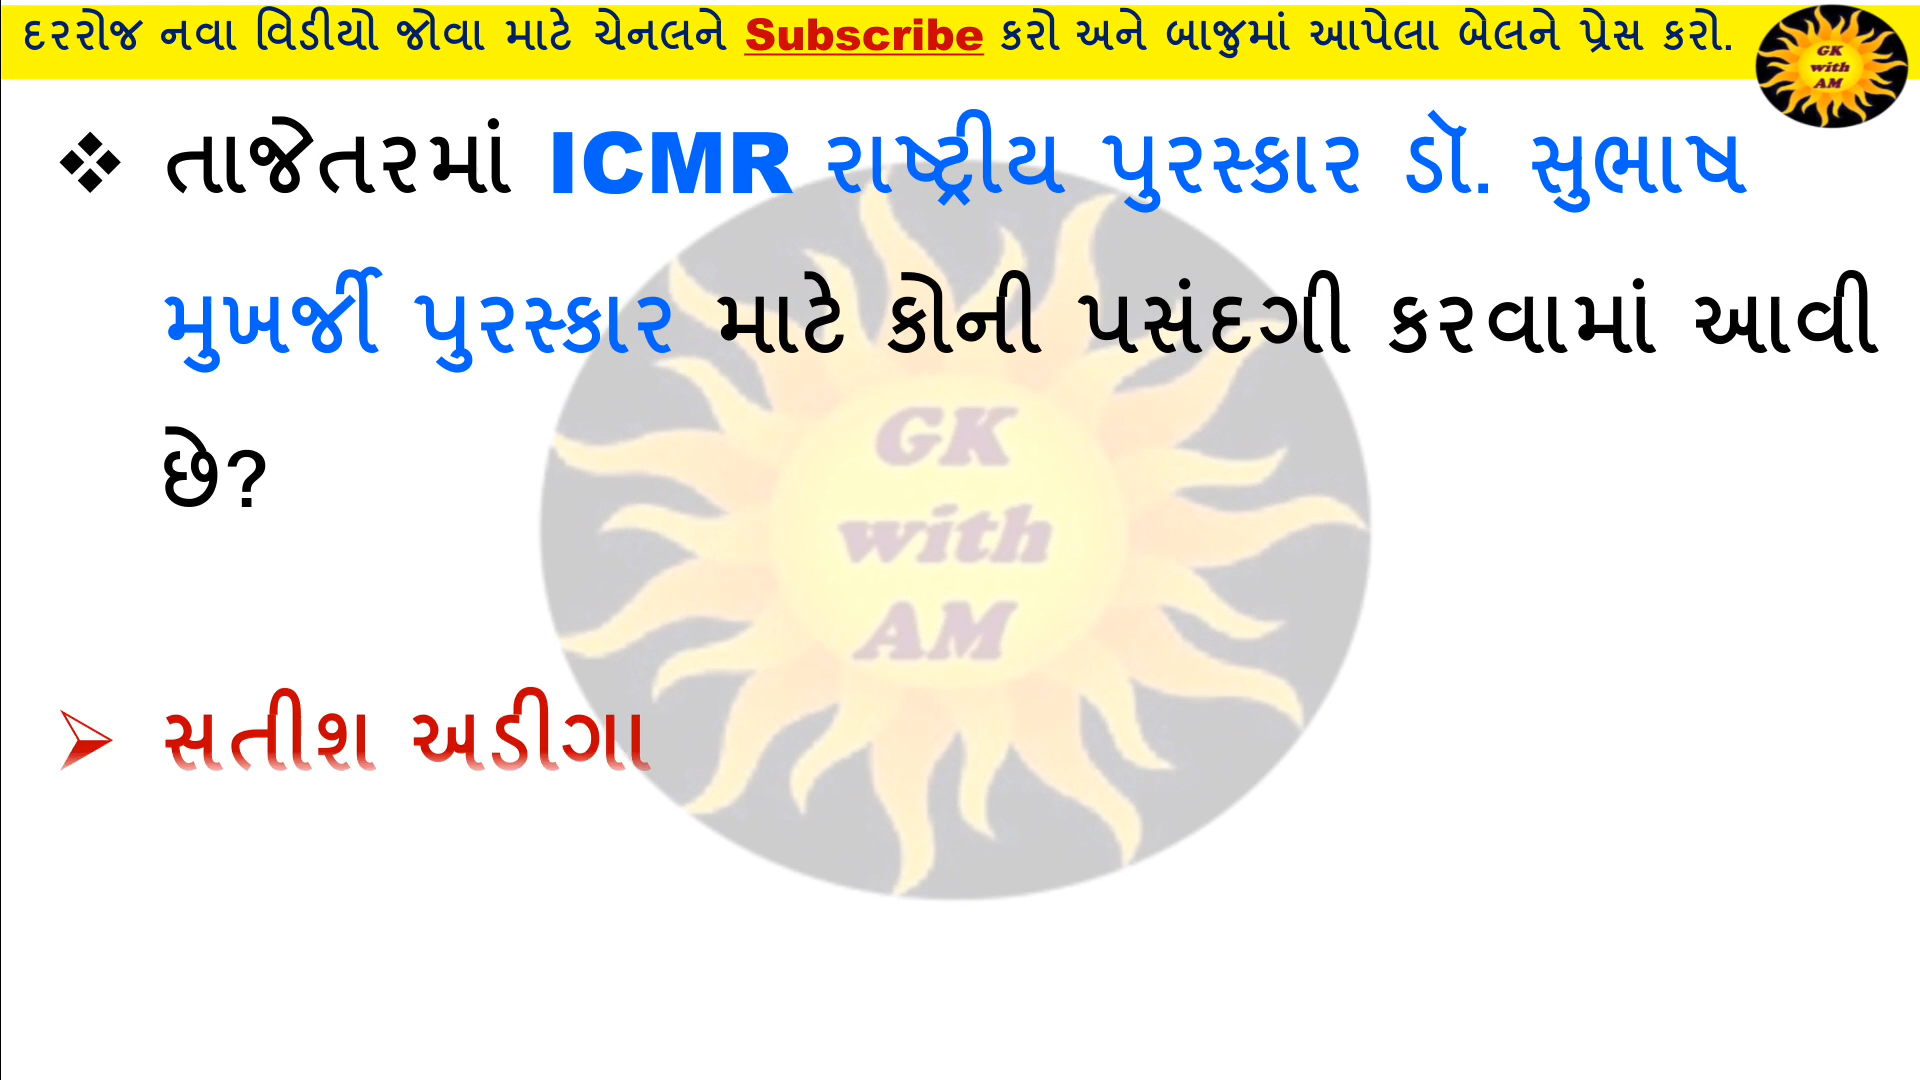 દરરોજ નવા વિડીયો જોવા માટે ચેનલને Subscribe કરો અને બાજુમાં આપેલા બેલને પ્રેસ કરો.
GK
with
AM
તાજેતરમાં ICMR રાષ્ટ્રીય પુરસ્કાર ડૉ. સુભાષ
મુખર્જી પુરસ્કાર માટે કોની પસંદગી કરવામાં આવી
છે?
GK
with
AM
સતીશ અડીગા